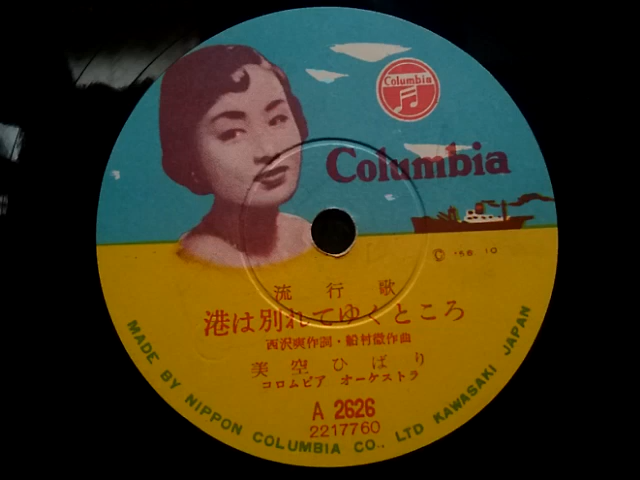 Columbia
Columbia
© '58 10
流行歌
港は別れてゆくところ
西沢爽作詞・船村徹作曲
美空ひばり
コロムビア オーケストラ
A 2626
2217760
MADE BY NIPPON COLUMBIA CO., LTD KAWASAKI JAPAN